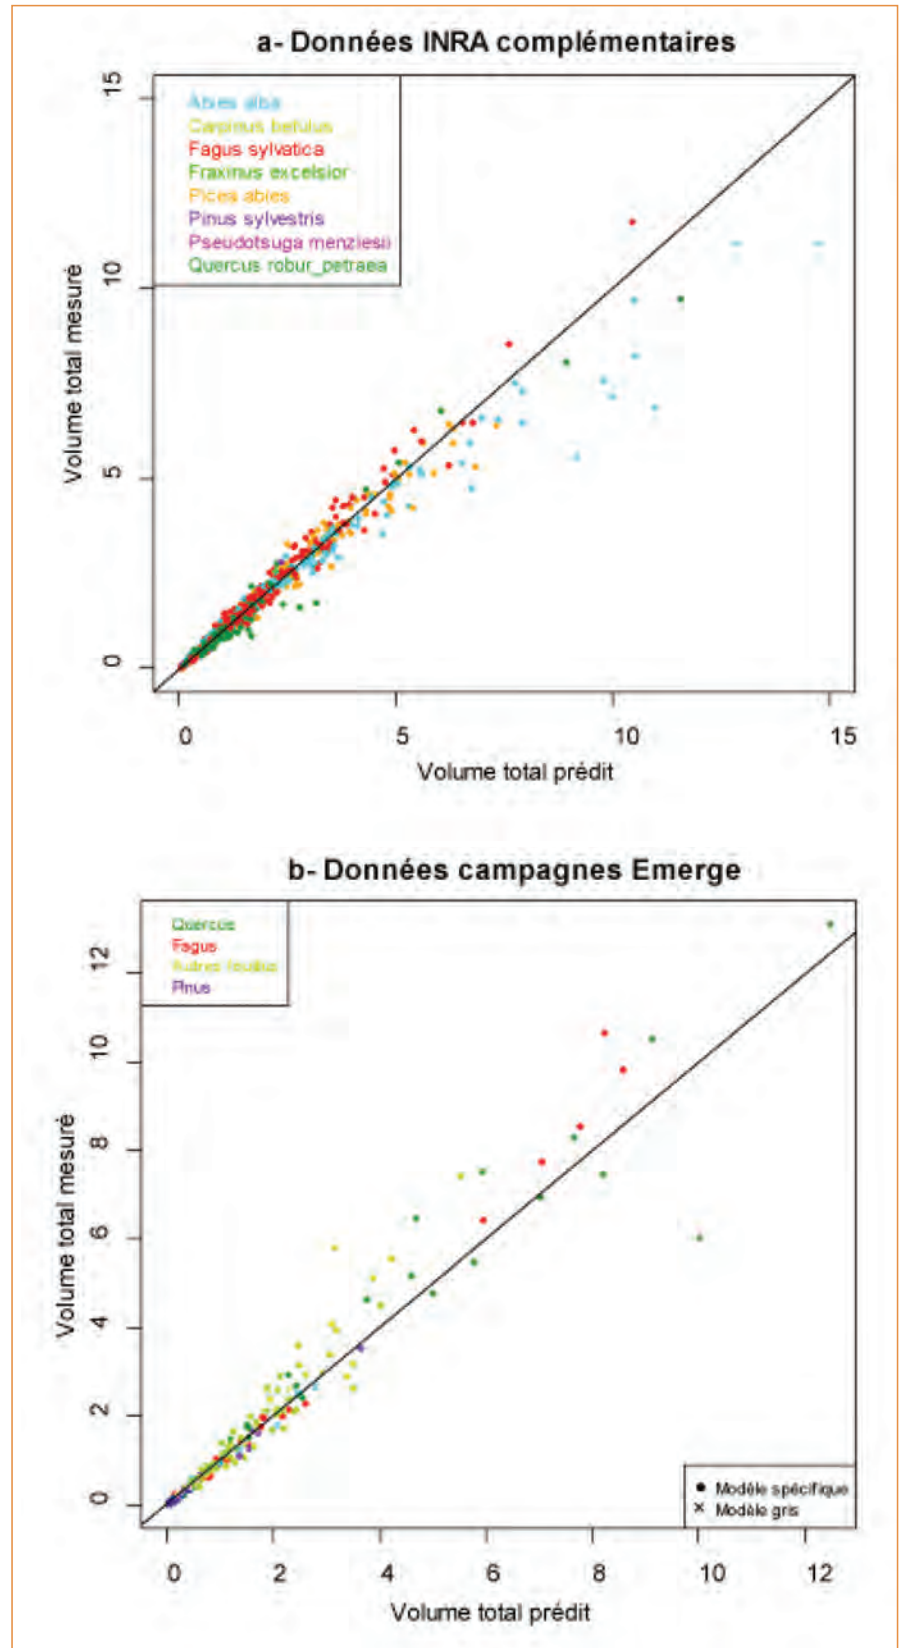 a- Données INRA complémentaires
15
10
5
0
Volume total mesuré
Abies alba
Carpinus betulus
Fagus sylvatica
Fraxinus excelsior
Picea abies
Pinus sylvestris
Pseudotsuga menziesii
Quercus robur_petraea
0 5 10 15
Volume total prédit
b- Données campagnes Emerge
12
10
8
6
4
2
0
Volume total mesuré
Quercus
Fagus
Autres feuillus
Pinus
Modèle spécifique
Modèle gris
0 2 4 6 8 10 12
Volume total prédit